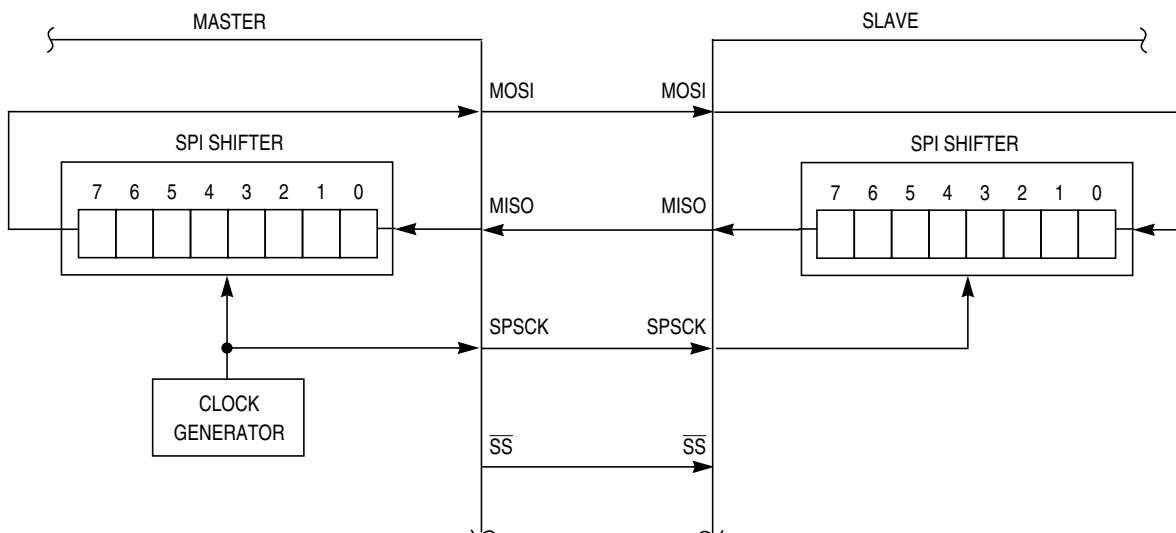 MASTER
SLAVE
MOSI MOSI
SPI SHIFTER
SPI SHIFTER
7 6 5 4 3 2 1 0
MISO MISO
7 6 5 4 3 2 1 0
SPSCK SPSCK
CLOCK
GENERATOR
SS SS